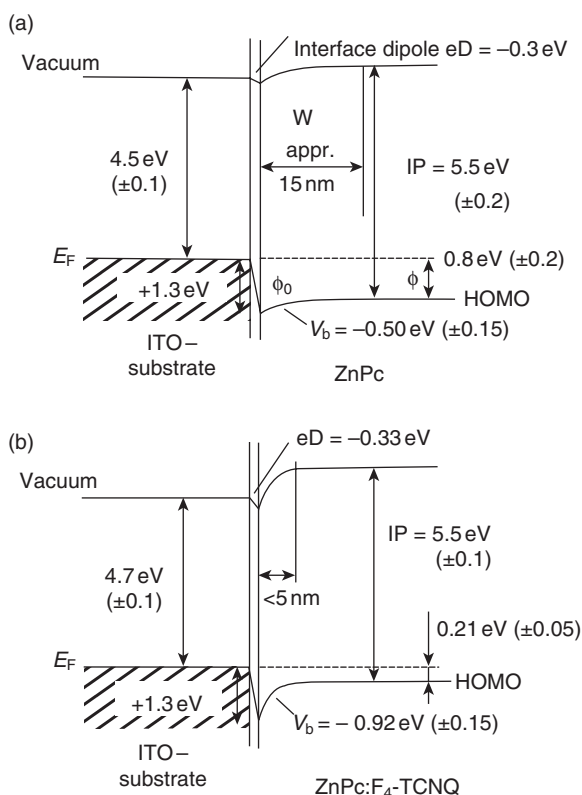 (a)
Interface dipole eD = −0.3 eV
Vacuum
W
appr.
15 nm
4.5 eV
(±0.1)
IP = 5.5 eV
(±0.2)
E_F
0.8 eV (±0.2)
+1.3 eV
ϕ₀
ϕ
HOMO
V_b = −0.50 eV (±0.15)
ITO–
substrate
ZnPc
(b)
eD = −0.33 eV
Vacuum
IP = 5.5 eV
(±0.1)
4.7 eV
(±0.1)
<5 nm
0.21 eV (±0.05)
E_F
HOMO
+1.3 eV
V_b = − 0.92 eV (±0.15)
ITO–
substrate
ZnPc:F₄-TCNQ